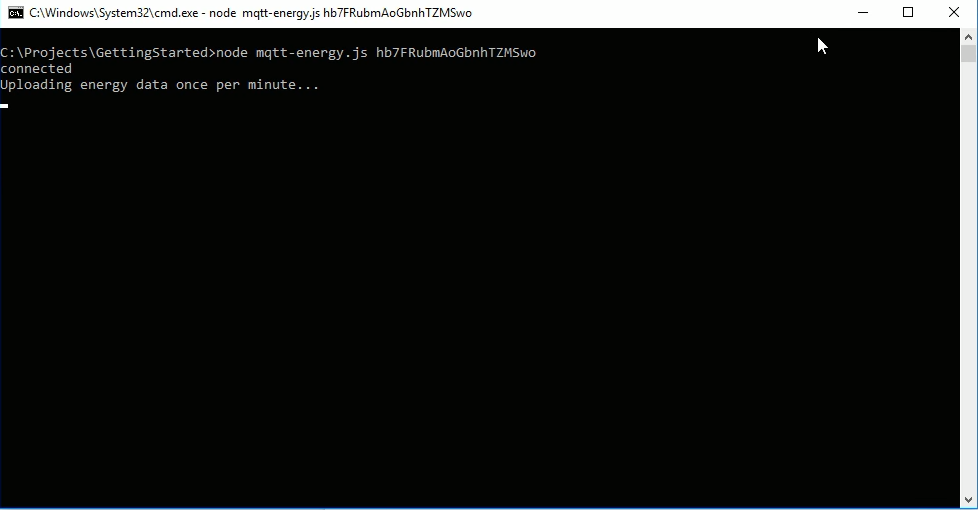 C:\Windows\System32\cmd.exe - node  mqtt-energy.js hb7FRubmAoGbnhTZMSwo
C:\Projects\GettingStarted>node mqtt-energy.js hb7FRubmAoGbnhTZMSwo
connected
Uploading energy data once per minute...